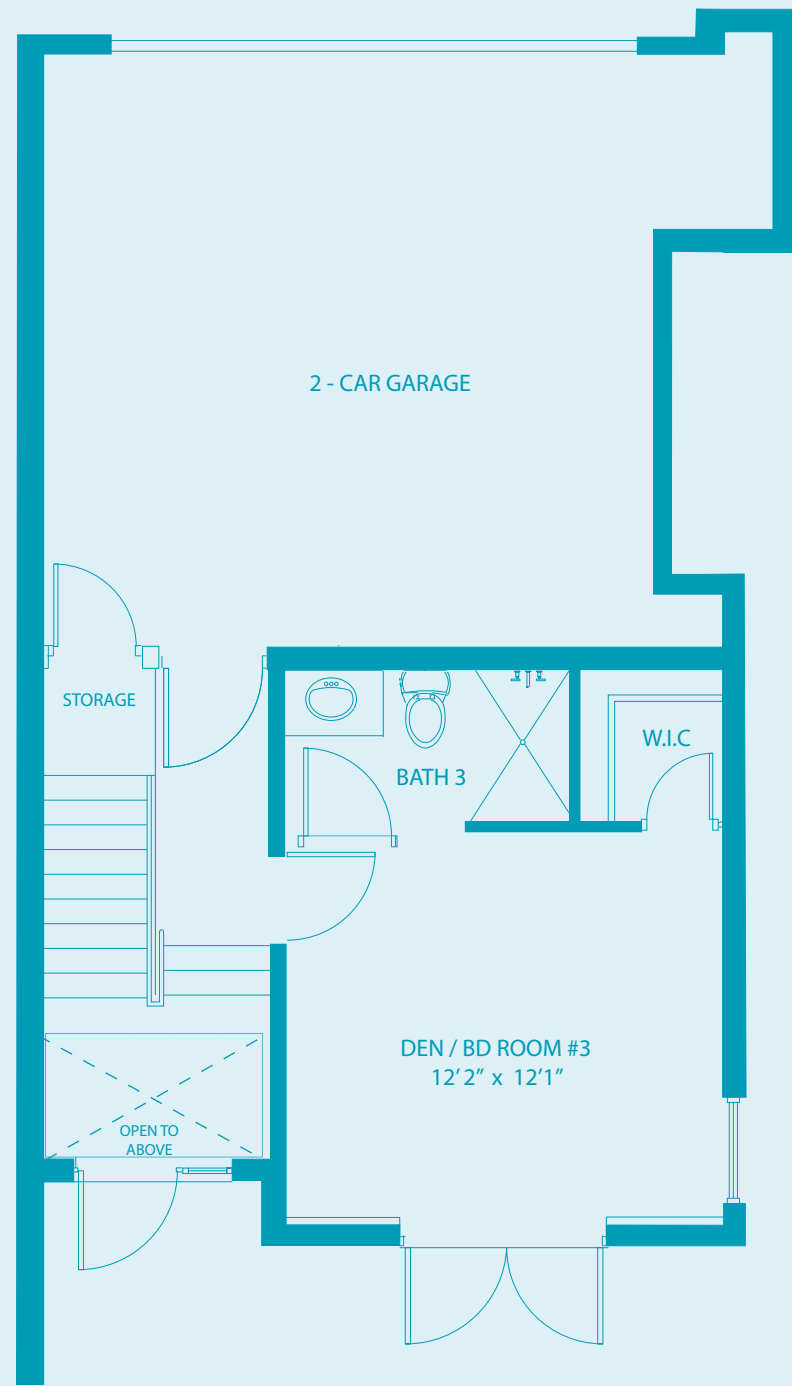 2 - CAR GARAGE
STORAGE
W.I.C
BATH 3
DEN / BD ROOM #3
12'2” x 12'1”
OPEN TO
ABOVE